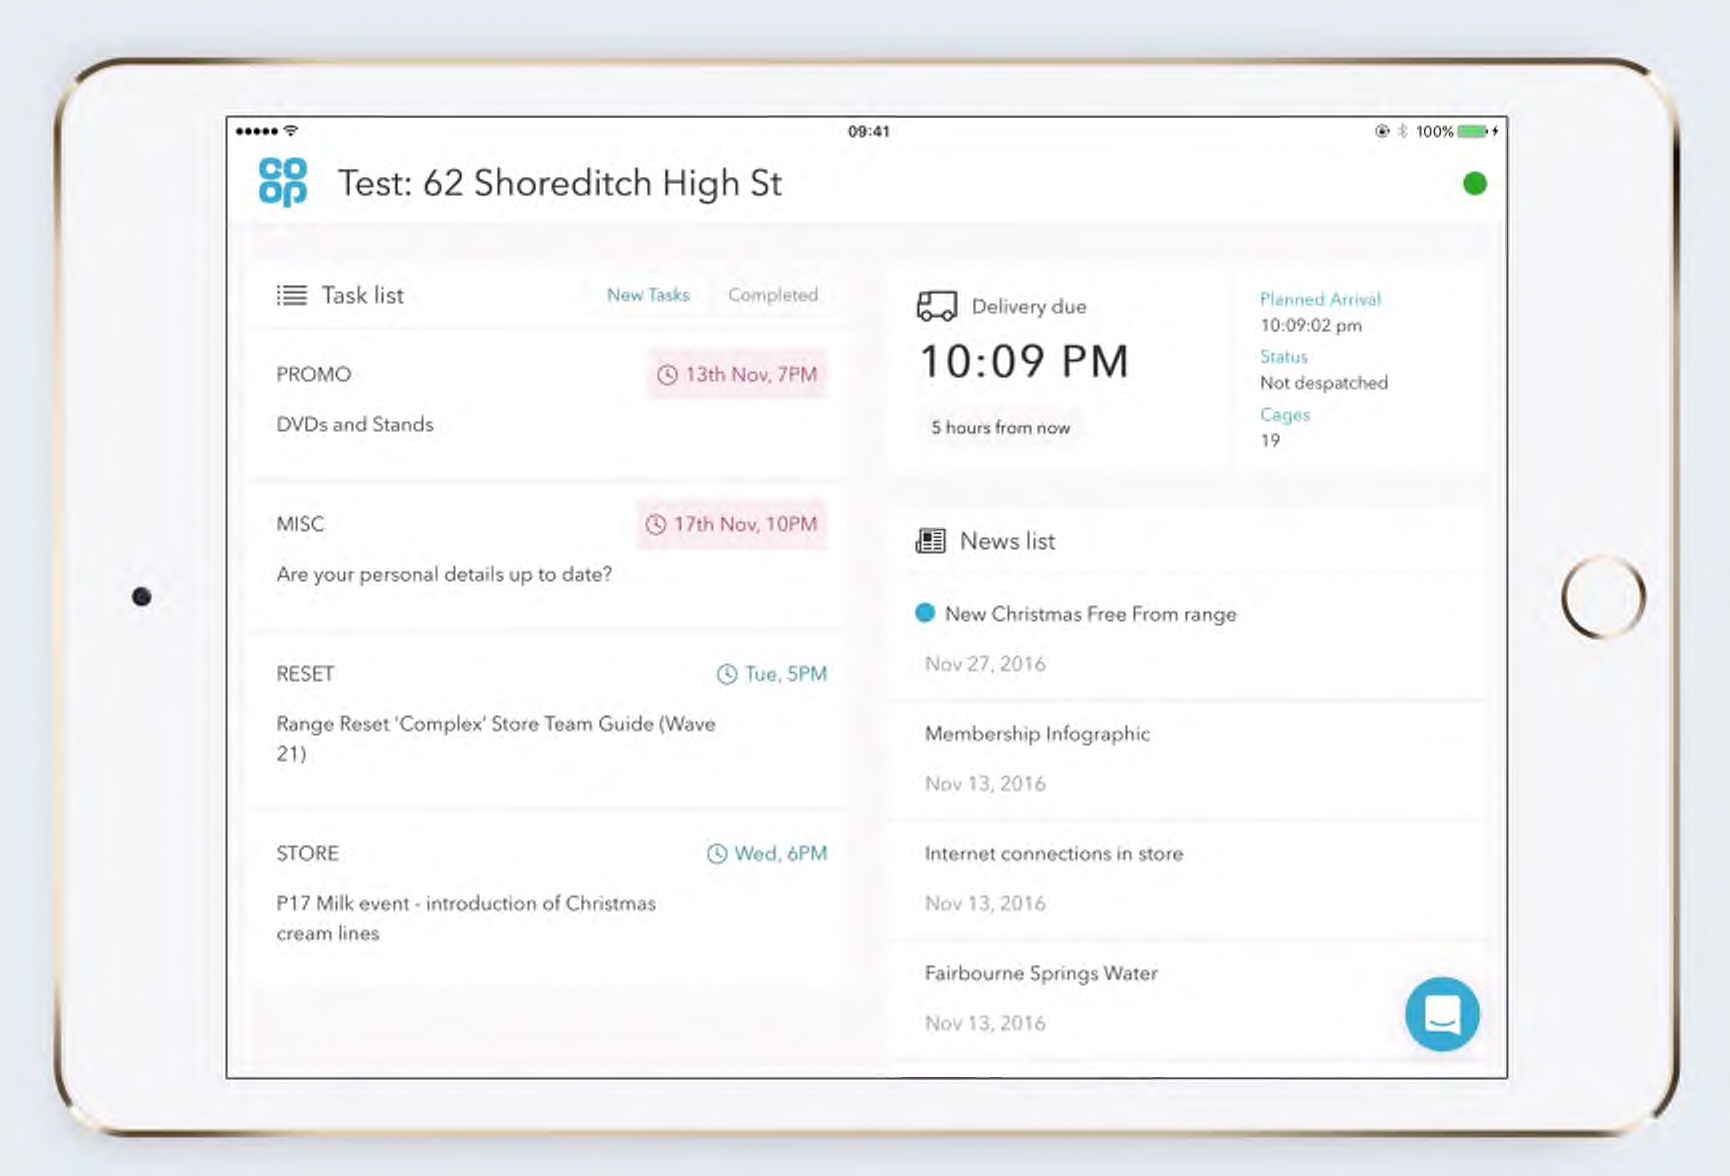 09:41
100%
CO
OP
Test: 62 Shoreditch High St
Task list
New Tasks
Completed
PROMO
13th Nov, 7PM
DVDs and Stands
MISC
17th Nov, 10PM
Are your personal details up to date?
RESET
Tue, 5PM
Range Reset ‘Complex’ Store Team Guide (Wave
21)
STORE
Wed, 6PM
P17 Milk event - introduction of Christmas
cream lines
Delivery due
10:09 PM
5 hours from now
Planned Arrival
10:09:02 pm
Status
Not despatched
Cages
19
News list
New Christmas Free From range
Nov 27, 2016
Membership Infographic
Nov 13, 2016
Internet connections in store
Nov 13, 2016
Fairbourne Springs Water
Nov 13, 2016